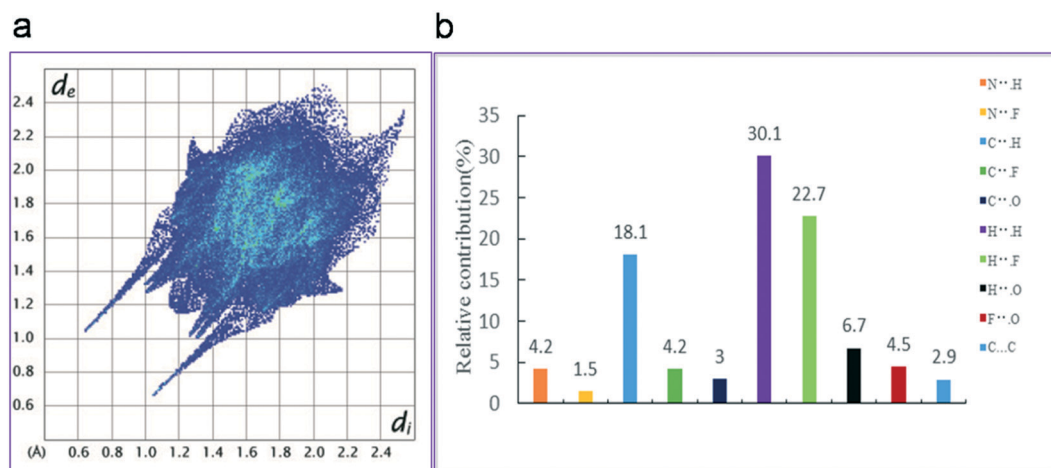 a
b
de
2.4
2.2
2.0
1.8
1.6
1.4
1.2
1.0
0.8
0.6
di
(Å) 0.6 0.8 1.0 1.2 1.4 1.6 1.8 2.0 2.2 2.4
Relative contribution(%)
35
30
25
20
15
10
5
0
4.2
1.5
18.1
4.2
3
30.1
22.7
6.7
4.5
2.9
N··.H
N··.F
C··.H
C··.F
C··.O
H··.H
H··.F
H··.O
F··.O
C...C